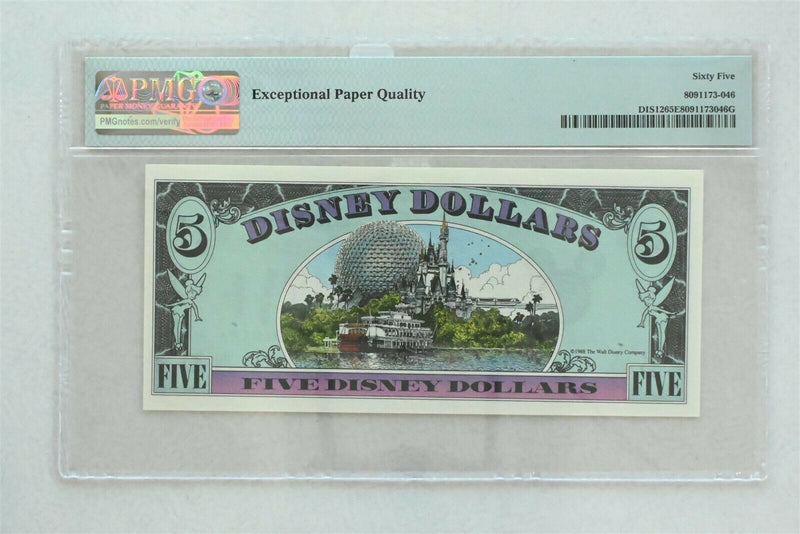 PMG
PAPER MONEY GUARANTY
PMGnotes.com/verify
Exceptional Paper Quality
Sixty Five
8091173-046
DIS1265E8091173046G
5
DISNEY DOLLARS
5
©1988 The Walt Disney Company
FIVE
FIVE DISNEY DOLLARS
FIVE